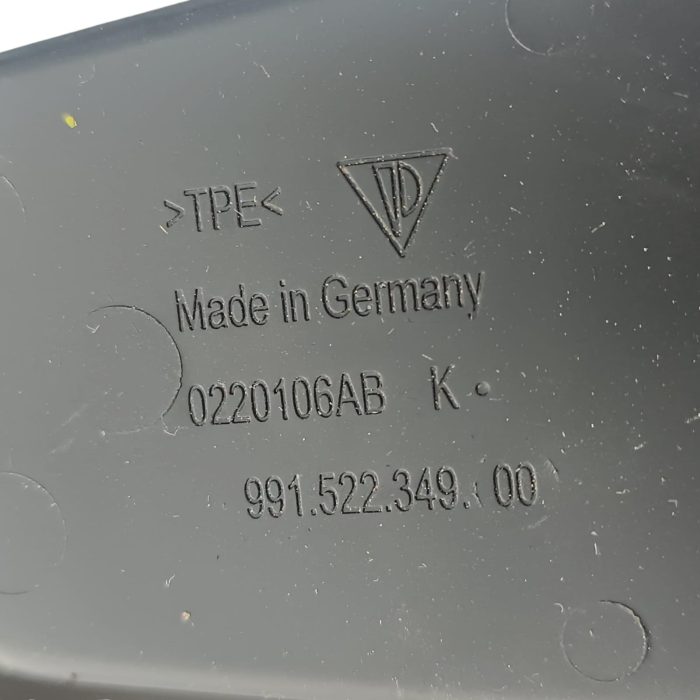 >TPE<
Made in Germany
0220106AB K
991.522.349. 00